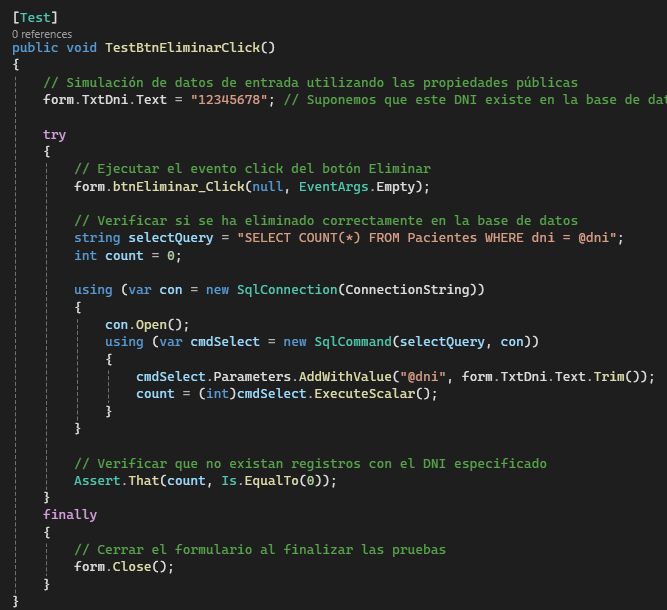 [Test]
0 references
public void TestBtnEliminarClick()
{
// Simulación de datos de entrada utilizando las propiedades públicas
form.TxtDni.Text = "12345678"; // Suponemos que este DNI existe en la base de dat
try
{
// Ejecutar el evento click del botón Eliminar
form.btnEliminar_Click(null, EventArgs.Empty);
// Verificar si se ha eliminado correctamente en la base de datos
string selectQuery = "SELECT COUNT(*) FROM Pacientes WHERE dni = @dni";
int count = 0;
using (var con = new SqlConnection(ConnectionString))
{
con.Open();
using (var cmdSelect = new SqlCommand(selectQuery, con))
{
cmdSelect.Parameters.AddWithValue("@dni", form.TxtDni.Text.Trim());
count = (int)cmdSelect.ExecuteScalar();
}
}
// Verificar que no existan registros con el DNI especificado
Assert.That(count, Is.EqualTo(0));
}
finally
{
// Cerrar el formulario al finalizar las pruebas
form.Close();
}
}